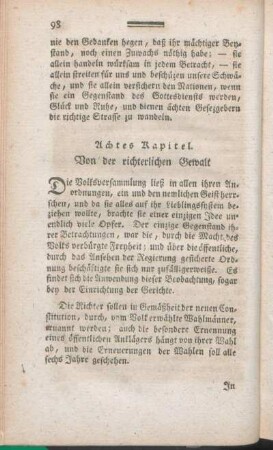 98
nie den Gedanken hegen, daß ihr mächtiger Bey-
stand, noch einen Zuwachs nöthig habe; — sie
allein handeln würksam in jedem Betracht, — sie
allein streiten für uns und beschüzen unsere Schwä-
che, und sie allein versichern den Nationen, wenn
sie ein Gegenstand des Gottesdiensts werden,
Glück und Ruhe, und dienen ächten Gesezgebern
die richtige Strasse zu wandeln.
Achtes Kapitel.
Von der richterlichen Gewalt
Die Volksversammlung ließ in allen ihren An-
ordnungen, ein und den nemlichen Geist herr-
schen, und da sie alles auf ihr Lieblingssystem bezie-
hen wollte, brachte sie einer einzigen Idee un-
endlich viele Opfer. Der einzige Gegenstand ih-
rer Betrachtungen, war die, durch die Macht des
Volks verbürgte Freyheit; und über die öffentliche,
durch das Ansehen der Regierung gesicherte Ordnung
beschäftigte sie sich nur zufälligerweise. Es
findet sich die Anwendung dieser Beobachtung, sogar
bey der Einrichtung der Gerichte.
Die Richter sollen in Gemäßheit der neuen Con-
stitution, durch, vom Volk erwählte Wahlmänner,
ernannt werden; auch die besondere Ernennung
eines öffentlichen Anklägers hängt von ihrer Wahl
ab, und die Erneuerungen der Wahlen soll alle
sechs Jahre geschehen.
In